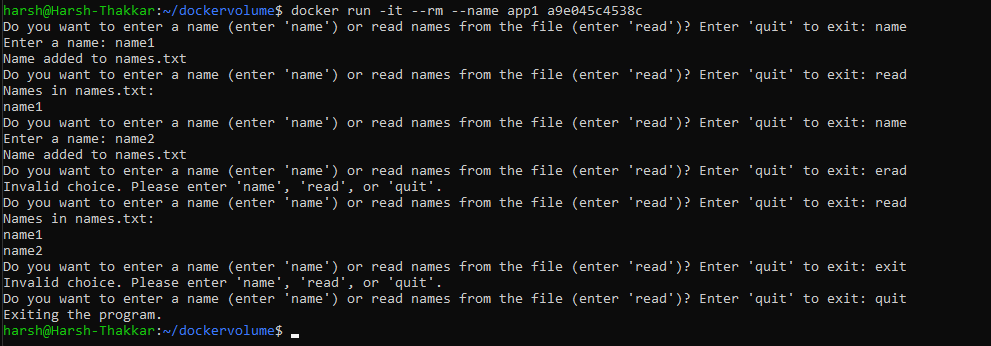 harsh@Harsh-Thakkar:~/dockervolume$ docker run -it --rm --name app1 a9e045c4538c
Do you want to enter a name (enter 'name') or read names from the file (enter 'read')? Enter 'quit' to exit: name
Enter a name: name1
Name added to names.txt
Do you want to enter a name (enter 'name') or read names from the file (enter 'read')? Enter 'quit' to exit: read
Names in names.txt:
name1
Do you want to enter a name (enter 'name') or read names from the file (enter 'read')? Enter 'quit' to exit: name
Enter a name: name2
Name added to names.txt
Do you want to enter a name (enter 'name') or read names from the file (enter 'read')? Enter 'quit' to exit: erad
Invalid choice. Please enter 'name', 'read', or 'quit'.
Do you want to enter a name (enter 'name') or read names from the file (enter 'read')? Enter 'quit' to exit: read
Names in names.txt:
name1
name2
Do you want to enter a name (enter 'name') or read names from the file (enter 'read')? Enter 'quit' to exit: exit
Invalid choice. Please enter 'name', 'read', or 'quit'.
Do you want to enter a name (enter 'name') or read names from the file (enter 'read')? Enter 'quit' to exit: quit
Exiting the program.
harsh@Harsh-Thakkar:~/dockervolume$